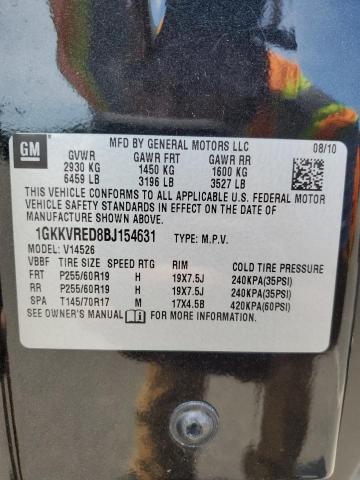 GM
MFD BY GENERAL MOTORS LLC 08/10
GVWR GAWR FRT GAWR RR
2930 KG 1450 KG 1600 KG
6459 LB 3196 LB 3527 LB
THIS VEHICLE CONFORMS TO ALL APPLICABLE U.S. FEDERAL MOTOR
VEHICLE SAFETY STANDARDS IN EFFECT ON THE DATE OF
MANUFACTURE SHOWN ABOVE.
1GKKVRED8BJ154631 TYPE: M.P.V.
MODEL: V14526
VBBF TIRE SIZE SPEED RTG RIM COLD TIRE PRESSURE
FRT P255/60R19 H 19X7.5J 240KPA(35PSI)
RR P255/60R19 H 19X7.5J 240KPA(35PSI)
SPA T145/70R17 M 17X4.5B 420KPA(60PSI)
SEE OWNER'S MANUAL FOR MORE INFORMATION